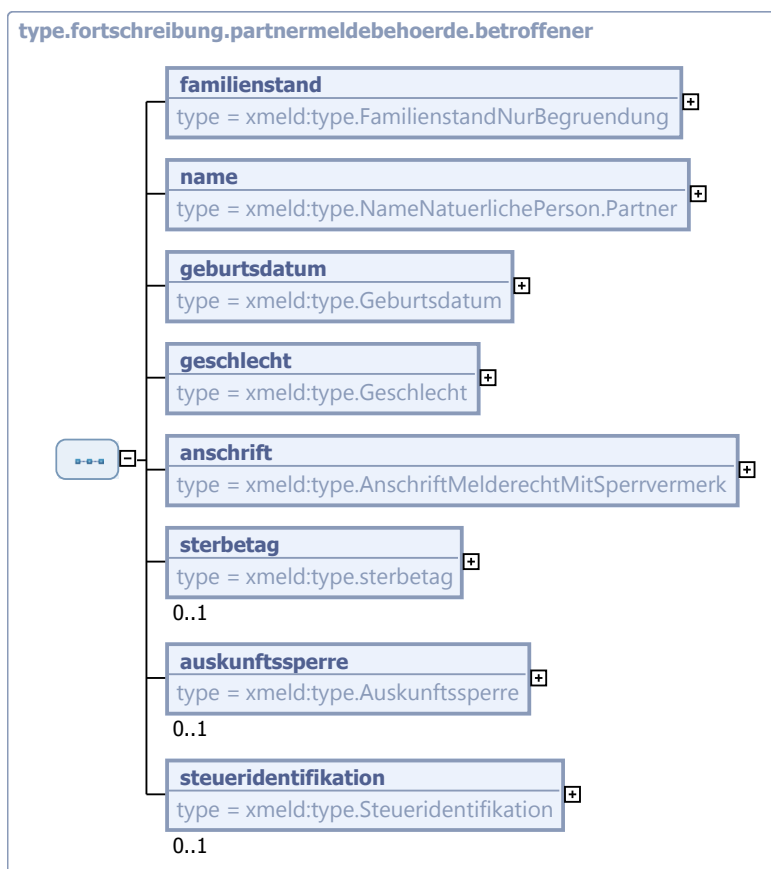 type.fortschreibung.partnermeldebehoerde.betroffener
familienstand
type = xmeld:type.FamilienstandNurBegruendung
name
type = xmeld:type.NameNatuerlichePerson.Partner
geburtsdatum
type = xmeld:type.Geburtsdatum
geschlecht
type = xmeld:type.Geschlecht
anschrift
type = xmeld:type.AnschriftMelderechtMitSperrvermerk
sterbetag
type = xmeld:type.sterbetag
0..1
auskunftssperre
type = xmeld:type.Auskunftssperre
0..1
steueridentifikation
type = xmeld:type.Steueridentifikation
0..1